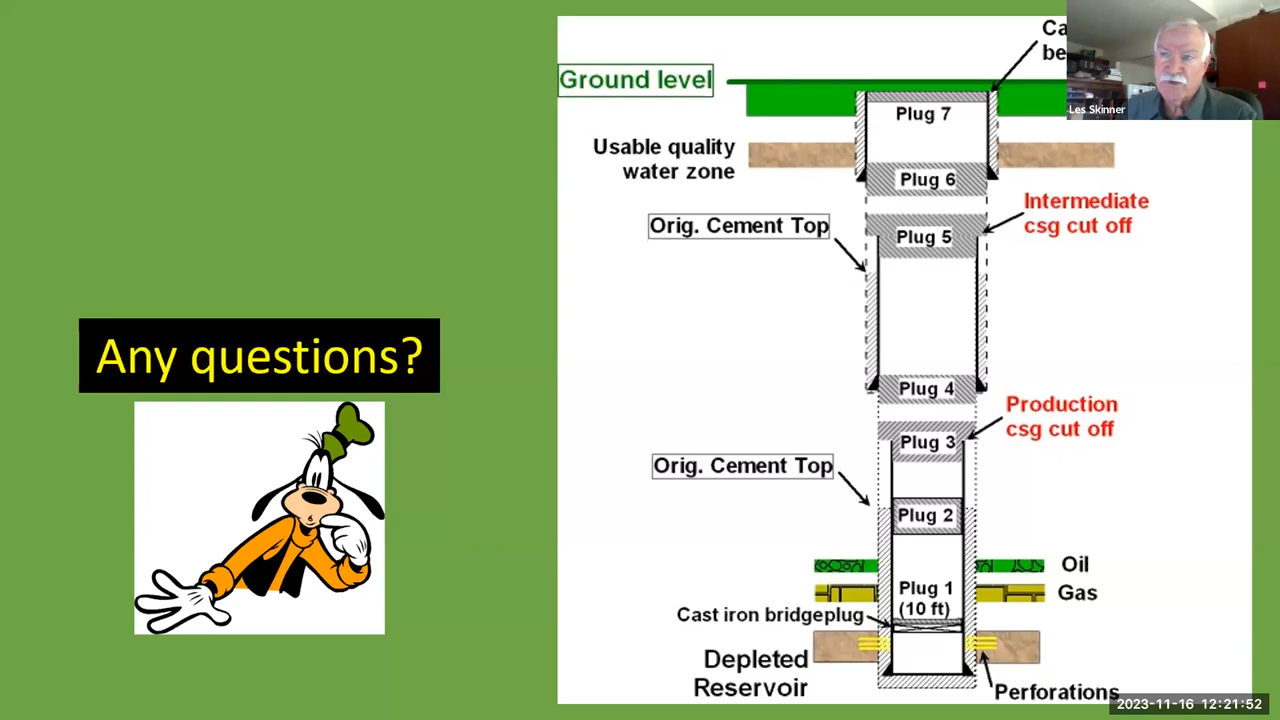 Ca
be
Les Skinner
Ground level
Plug 7
Usable quality
water zone
Plug 6
Intermediate
csg cut off
Orig. Cement Top
Plug 5
Any questions?
Plug 4
Production
csg cut off
Plug 3
Orig. Cement Top
Plug 2
Oil
Plug 1
(10 ft)
Gas
Cast iron bridgeplug
Depleted
Reservoir
Perforations
2023-11-16 12:21:52